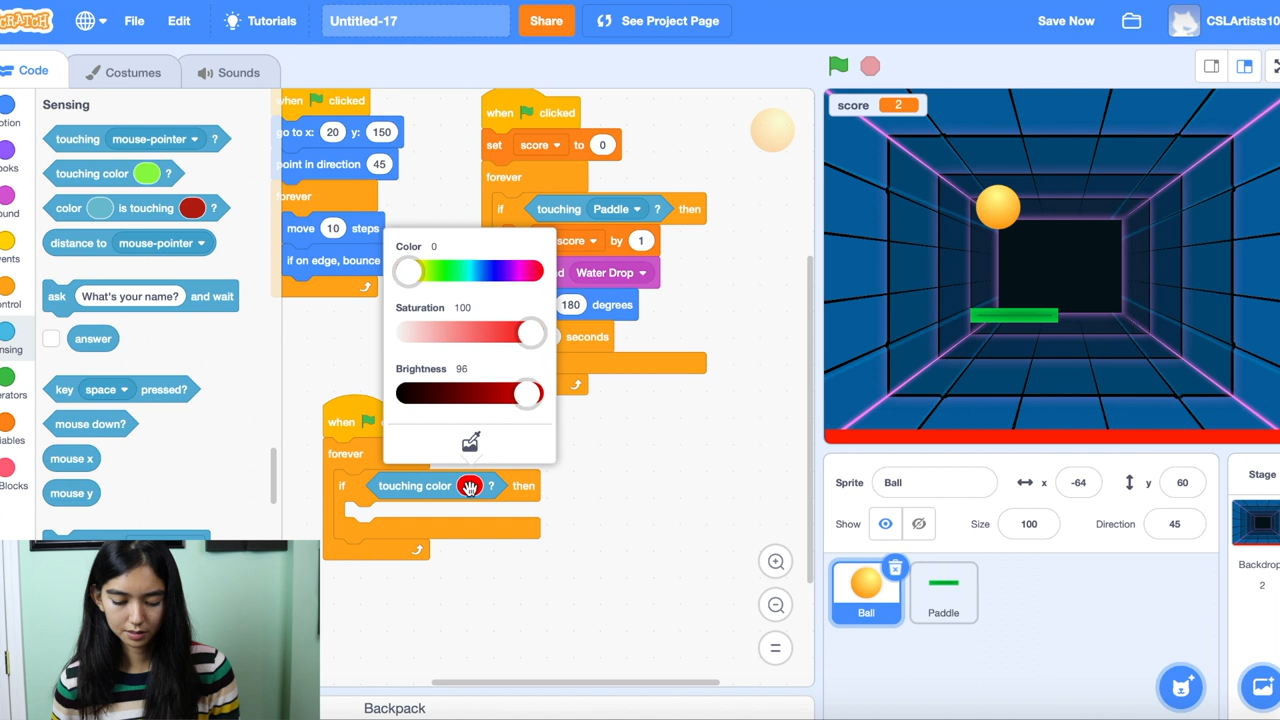 SCRATCH
File
Edit
Tutorials
Untitled-17
Share
See Project Page
Save Now
CSLArtists10
Code
Costumes
Sounds
Sensing
touching mouse-pointer ?
touching color ?
color is touching ?
distance to mouse-pointer
ask What's your name? and wait
answer
key space pressed?
mouse down?
mouse x
mouse y
when clicked
go to x: 20 y: 150
point in direction 45
forever
move 10 steps
if on edge, bounce
when clicked
set score to 0
forever
if touching Paddle ? then
score by 1
Water Drop
180 degrees
seconds
Color 0
Saturation 100
Brightness 96
when
forever
if touching color ? then
Backpack
score 2
Sprite Ball
x -64
y 60
Show
Size 100
Direction 45
Ball
Paddle
Stage
Backdrop
2